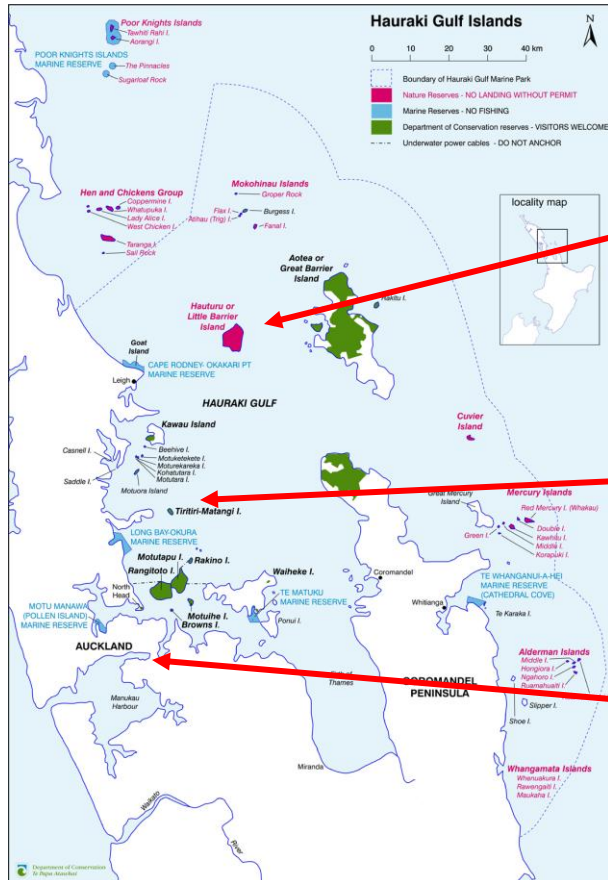 Hauraki Gulf Islands
N
0 20 40 km
Boundary of Hauraki Gulf Marine Park
Nature Reserves - NO LANDING WITHOUT PERMIT
Marine Reserves - NO FISHING
Department of Conservation reserves - VISITORS WELCOME
Underwater power cables - DO NOT ANCHOR
locality map
Poor Knights Islands
Tawhiti Rahi I.
Aorangi I.
POOR KNIGHTS ISLANDS
MARINE RESERVE
The Pinnacles
Sugarloaf Rock
Hen and Chickens Group
Coppermine I.
Whatupuka I.
Lady Alice I.
West Chicken I.
Taranga I.
Sail Rock
Mokohinau Islands
Groper Rock
Flax I.
Burgess I.
Atihau (Trig) I.
Fanal I.
Aotea or
Great Barrier
Island
Rakitu I.
Hauturu or
Little Barrier
Island
Goat
Island
CAPE RODNEY- OKAKARI PT
MARINE RESERVE
Leigh
HAURAKI GULF
Kawau Island
Beehive I.
Motuketekete I.
Moturekareka I.
Kohatutara I.
Motutara I.
Casnell I.
Saddle I.
Motuora Island
Tiritiri-Matangi I.
Cuvier
Island
Great Mercury
Island
Mercury Islands
Red Mercury I. (Whakau)
Double I.
Kawhitu I.
Middle I.
Korapuki I.
Green I.
LONG BAY-OKURA
MARINE RESERVE
Motutapu I.
Rakino I.
Rangitoto I.
Waiheke I.
North
Head
TE MATUKU
MARINE RESERVE
Ponui I.
Motuihe I.
Browns I.
MOTU MANAWA
(POLLEN ISLAND)
MARINE RESERVE
AUCKLAND
Manukau
Harbour
Coromandel
Whitianga
TE WHANGANUI-A-HEI
MARINE RESERVE
(CATHEDRAL COVE)
Te Karaka I.
of
Thames
PENINSULA
Alderman Islands
Middle I.
Hongiora I.
Ngahoro I.
Ruamahuaiti I.
Slipper I.
Shoe I.
Miranda
Whangamata Islands
Whenuakura I.
Rawengaiti I.
Maukaha I.
Waikato
River
Department of Conservation
Te Papa Atawhai